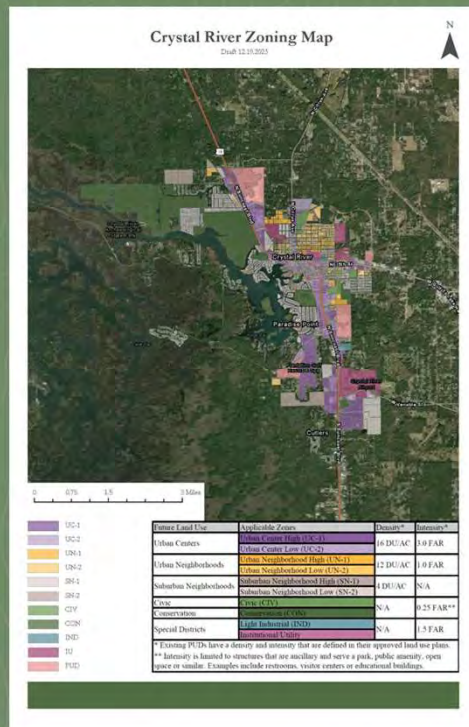 Crystal River Zoning Map
Draft 12.19.2025
N
Crystal River
Paradise Point
Crystal River
Airport
Cutlers
0 0.75 1.5 3 Miles
UC-1
UC-2
UN-1
UN-2
SN-1
SN-2
CIV
CON
IND
IU
PUD
Future Land Use Applicable Zones Density* Intensity*
Urban Centers Urban Center High (UC-1) 16 DU/AC 3.0 FAR
Urban Center Low (UC-2)
Urban Neighborhoods Urban Neighborhood High (UN-1) 12 DU/AC 1.0 FAR
Urban Neighborhood Low (UN-2)
Suburban Neighborhoods Suburban Neighborhood High (SN-1) 4 DU/AC N/A
Suburban Neighborhood Low (SN-2)
Civic Civic (CIV) N/A 0.25 FAR**
Conservation Conservation (CON)
Special Districts Light Industrial (IND) N/A 1.5 FAR
Institutional Utility
* Existing PUDs have a density and intensity that are defined in their approved land use plans.
** Intensity is limited to structures that are ancillary and serve a park, public amenity, open
space or similar. Examples include restrooms, visitor centers or educational buildings.